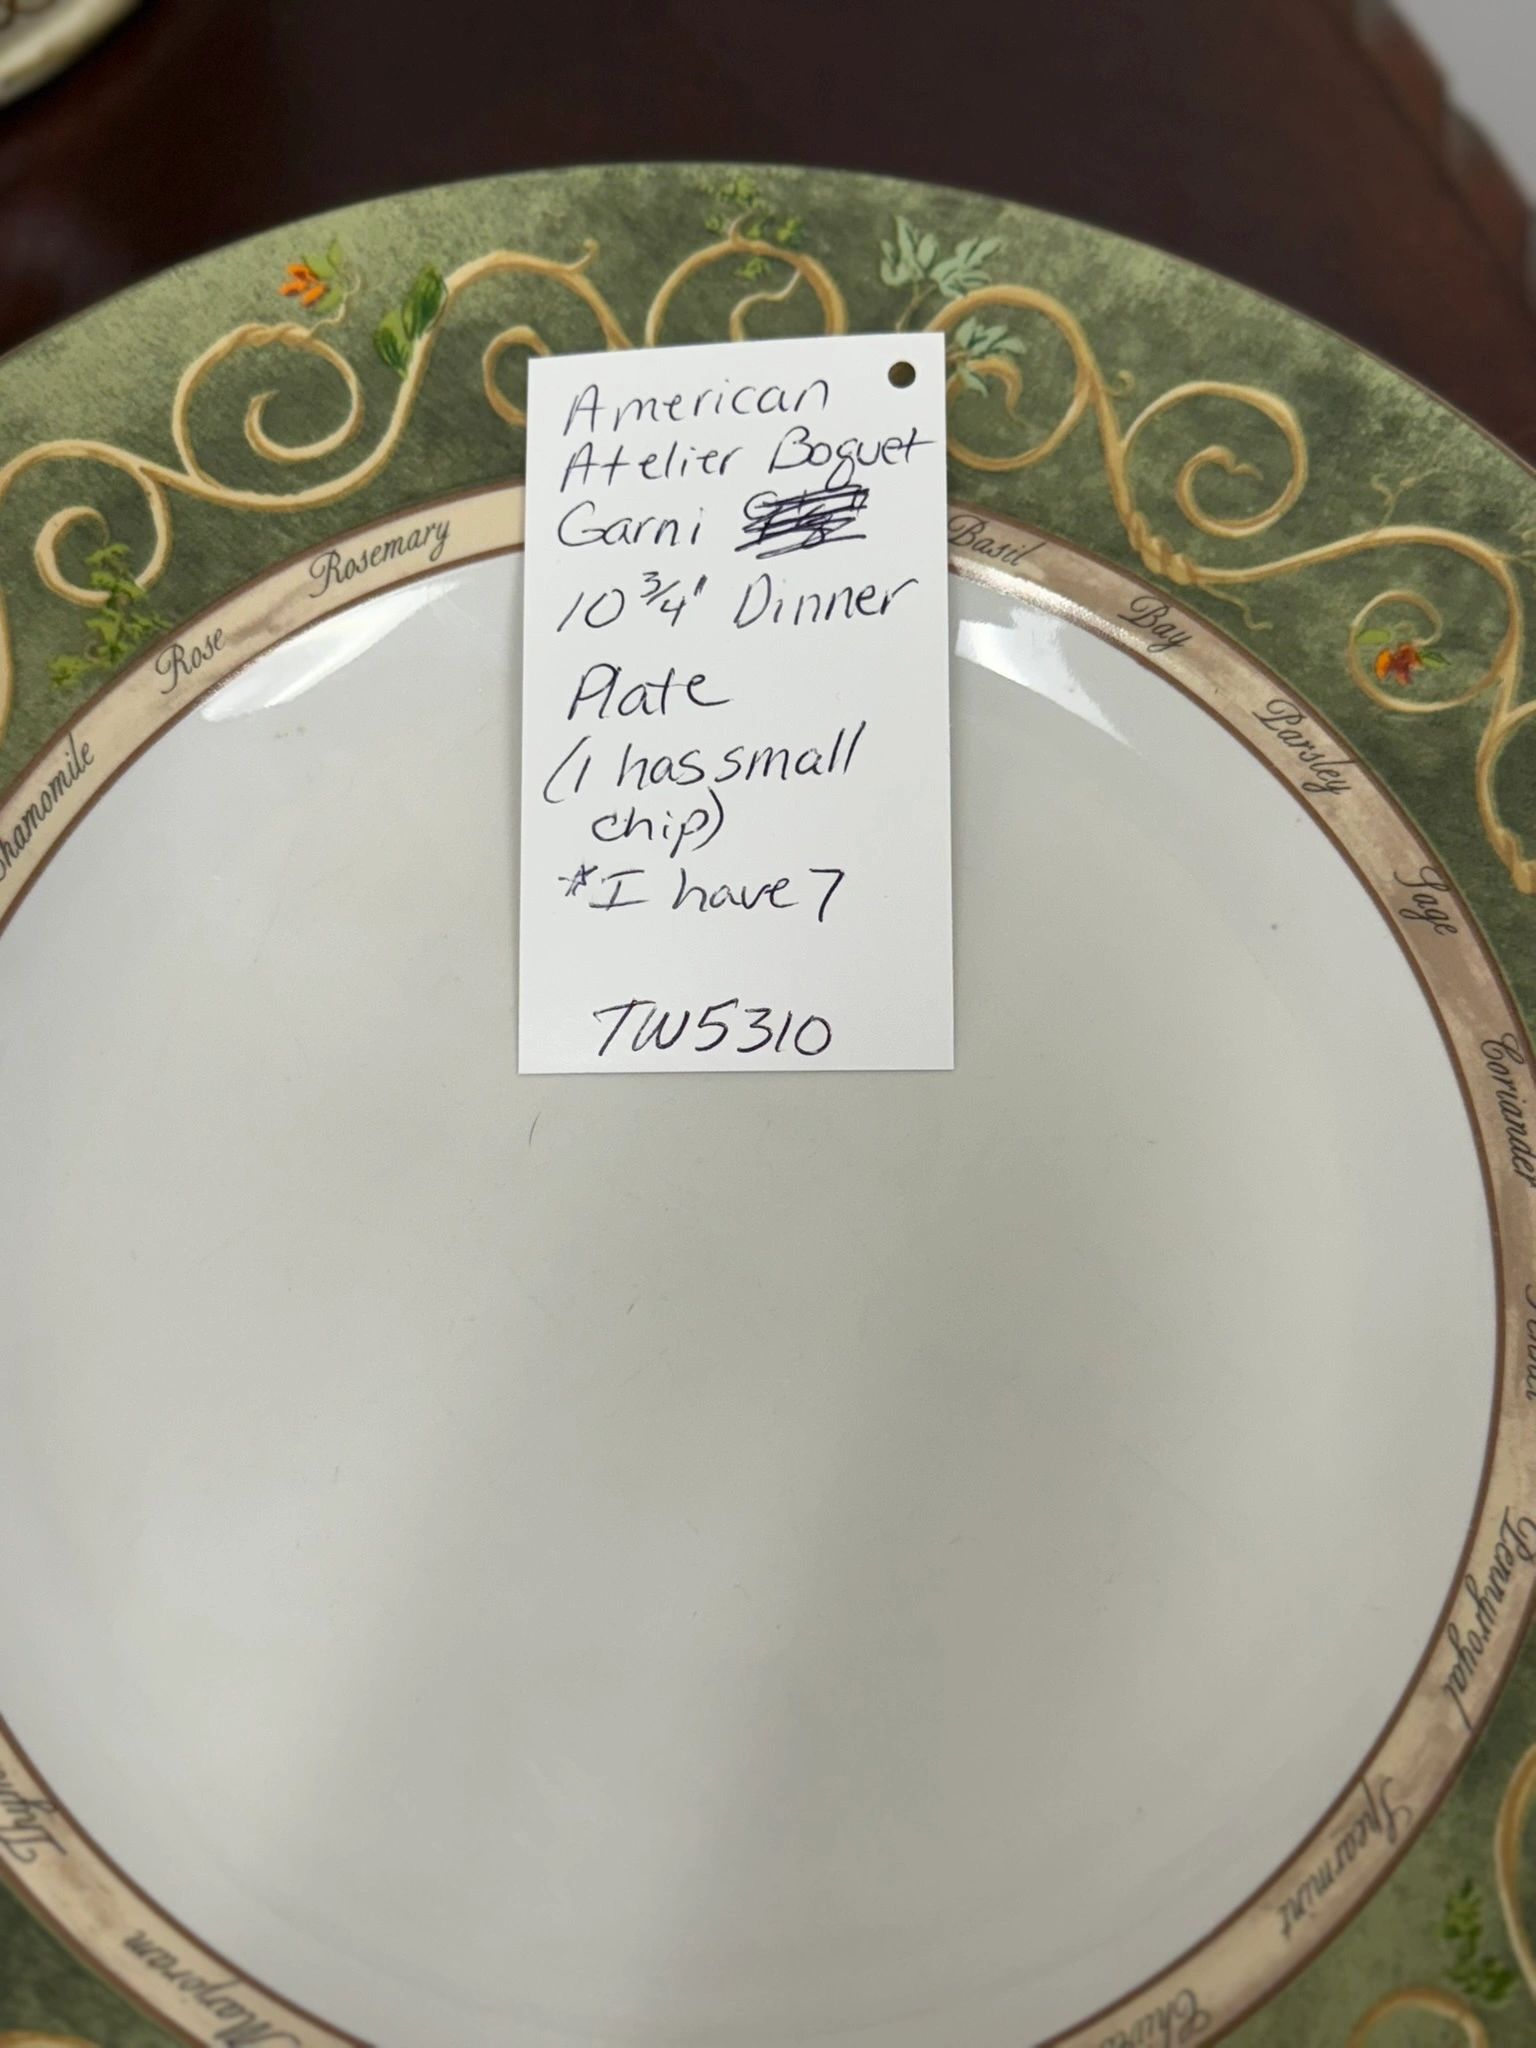 American
Atelier Boquet
Garni
10 3/4" Dinner
Plate
(1 has small
chip)
*I have 7
TW5310
Rose
Rosemary
Basil
Bay
Parsley
Sage
Coriander
Pennyroyal
Spearmint
Marjoram